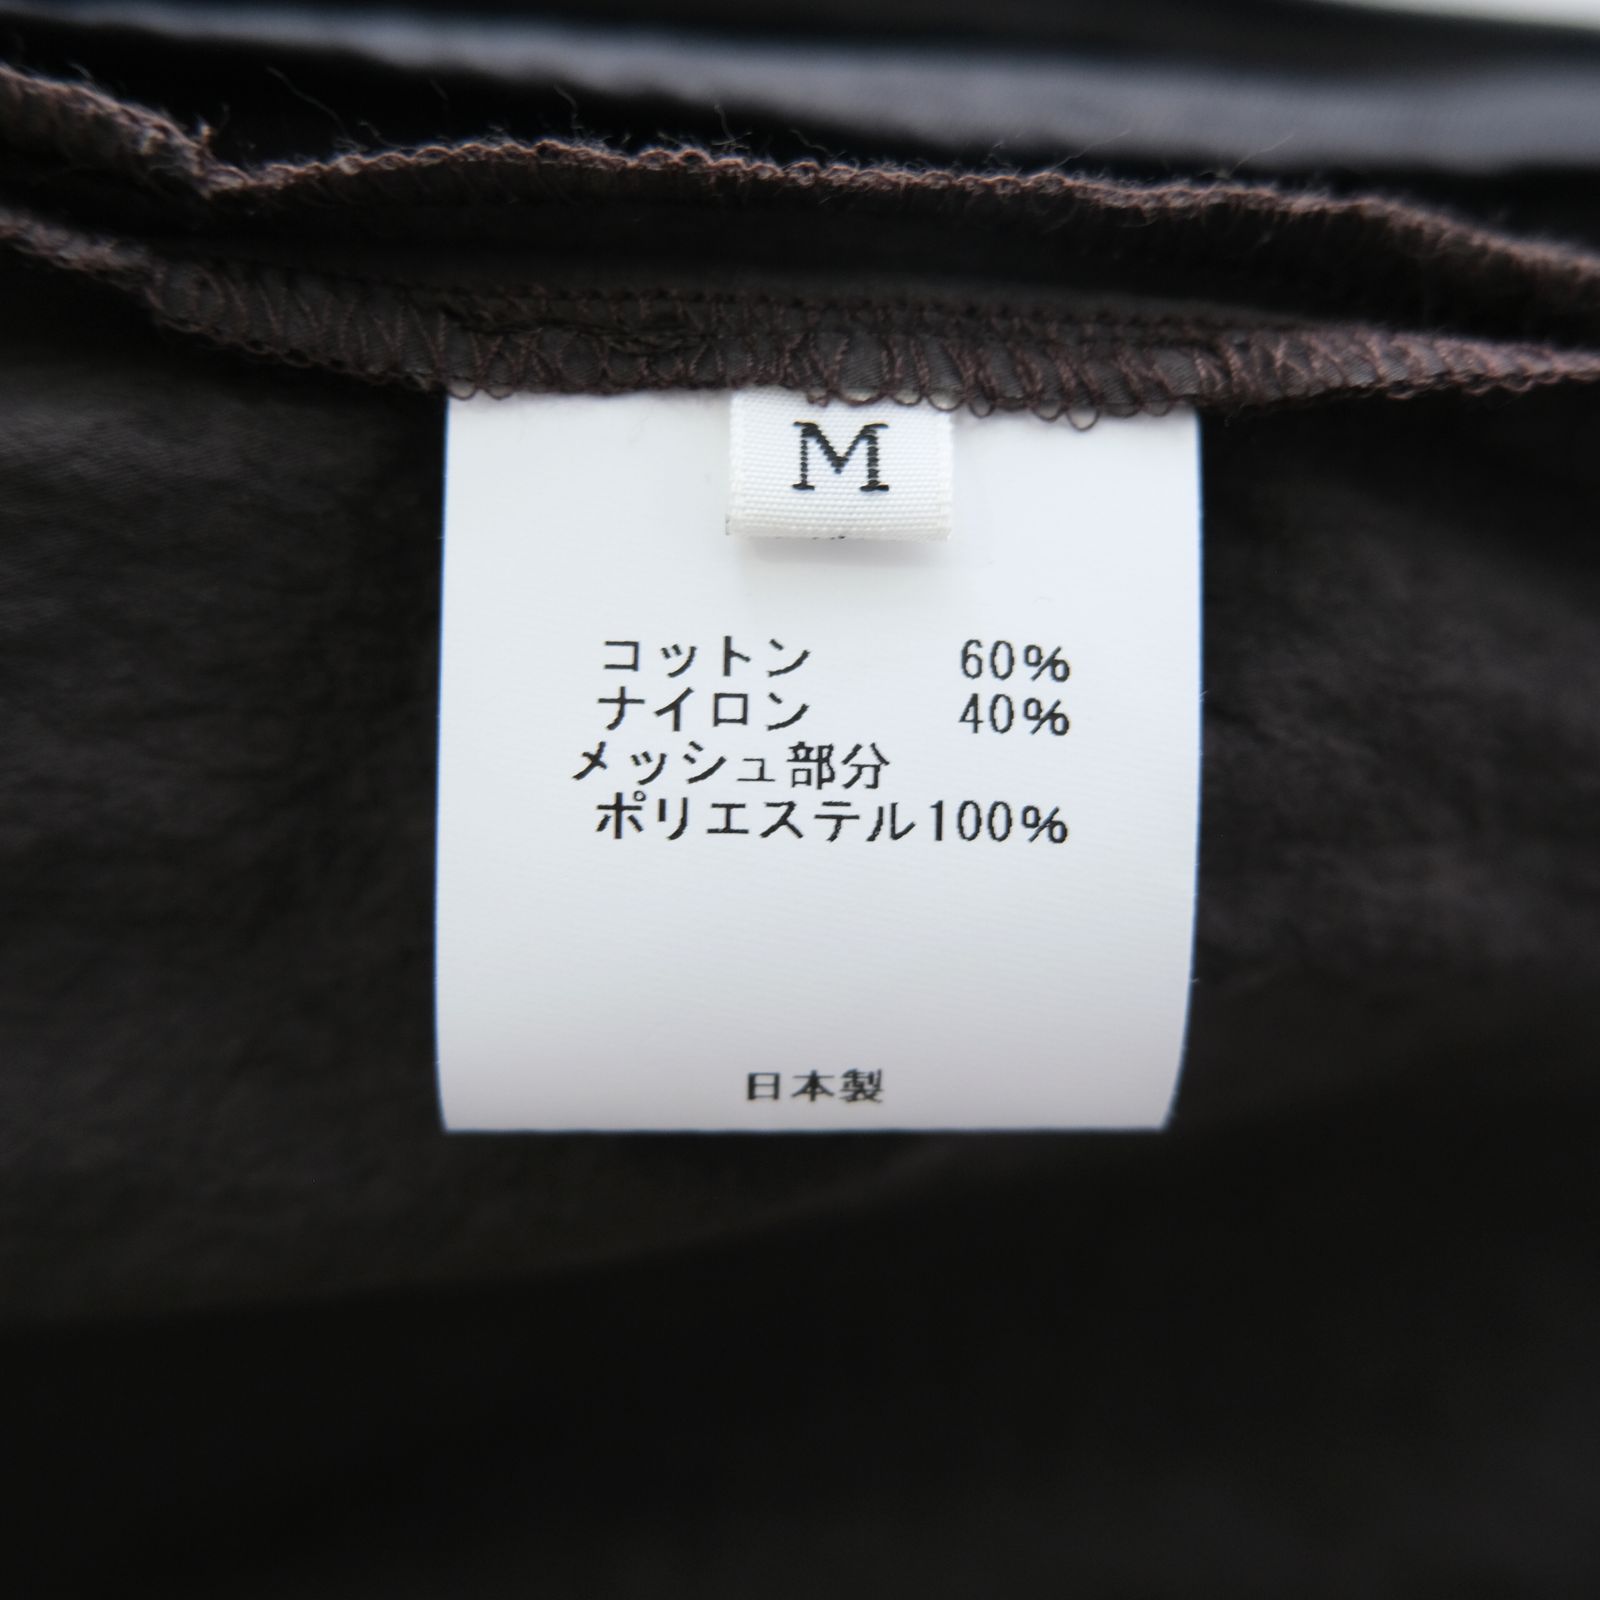 M
コットン 60%
ナイロン 40%
メッシュ部分
ポリエステル100%
日本製